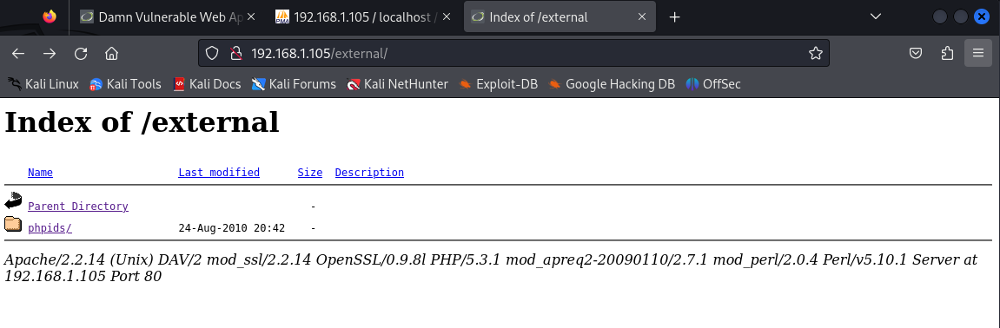 Damn Vulnerable Web Ap
192.168.1.105 / localhost /
Index of /external
192.168.1.105/external/
Kali Linux Kali Tools Kali Docs Kali Forums Kali NetHunter Exploit-DB Google Hacking DB OffSec
Index of /external
Name Last modified Size Description
Parent Directory -
phpids/ 24-Aug-2010 20:42 -
Apache/2.2.14 (Unix) DAV/2 mod_ssl/2.2.14 OpenSSL/0.9.8l PHP/5.3.1 mod_apreq2-20090110/2.7.1 mod_perl/2.0.4 Perl/v5.10.1 Server at
192.168.1.105 Port 80